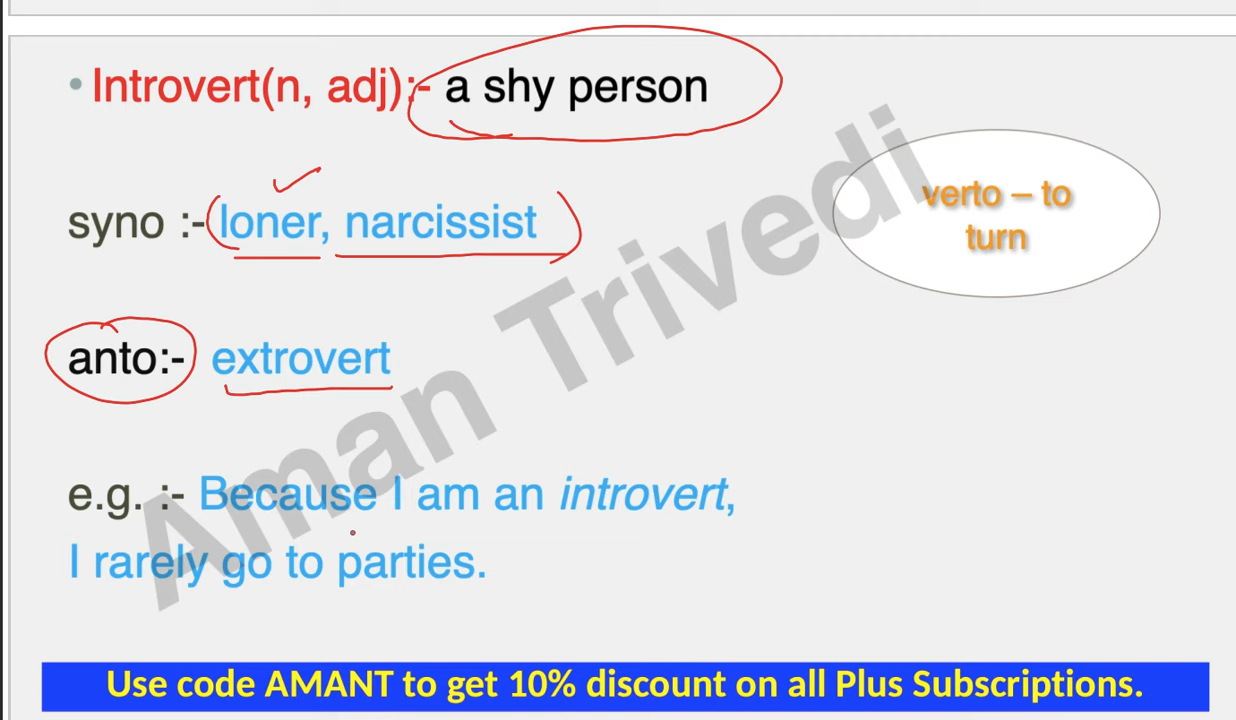 • Introvert(n, adj):- a shy person
syno :- loner, narcissist
verto – to
turn
anto:- extrovert
e.g. :- Because I am an introvert,
I rarely go to parties.
Aman Trivedi
Use code AMANT to get 10% discount on all Plus Subscriptions.